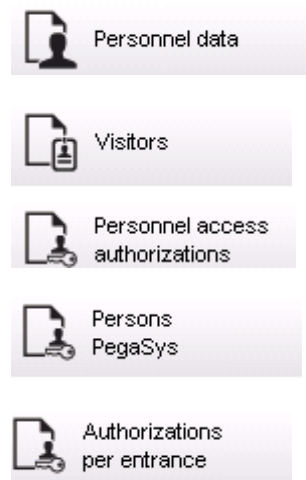 Personnel data
Visitors
Personnel access
authorizations
Persons
PegaSys
Authorizations
per entrance